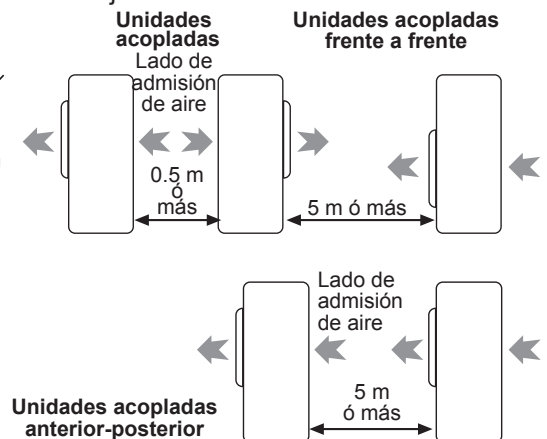 Unidades
acopladas
Lado de
admisión
de aire
0.5 m
ó
más
Unidades acopladas
frente a frente
5 m ó más
Lado de
admisión
de aire
5 m
ó más
Unidades acopladas
anterior-posterior